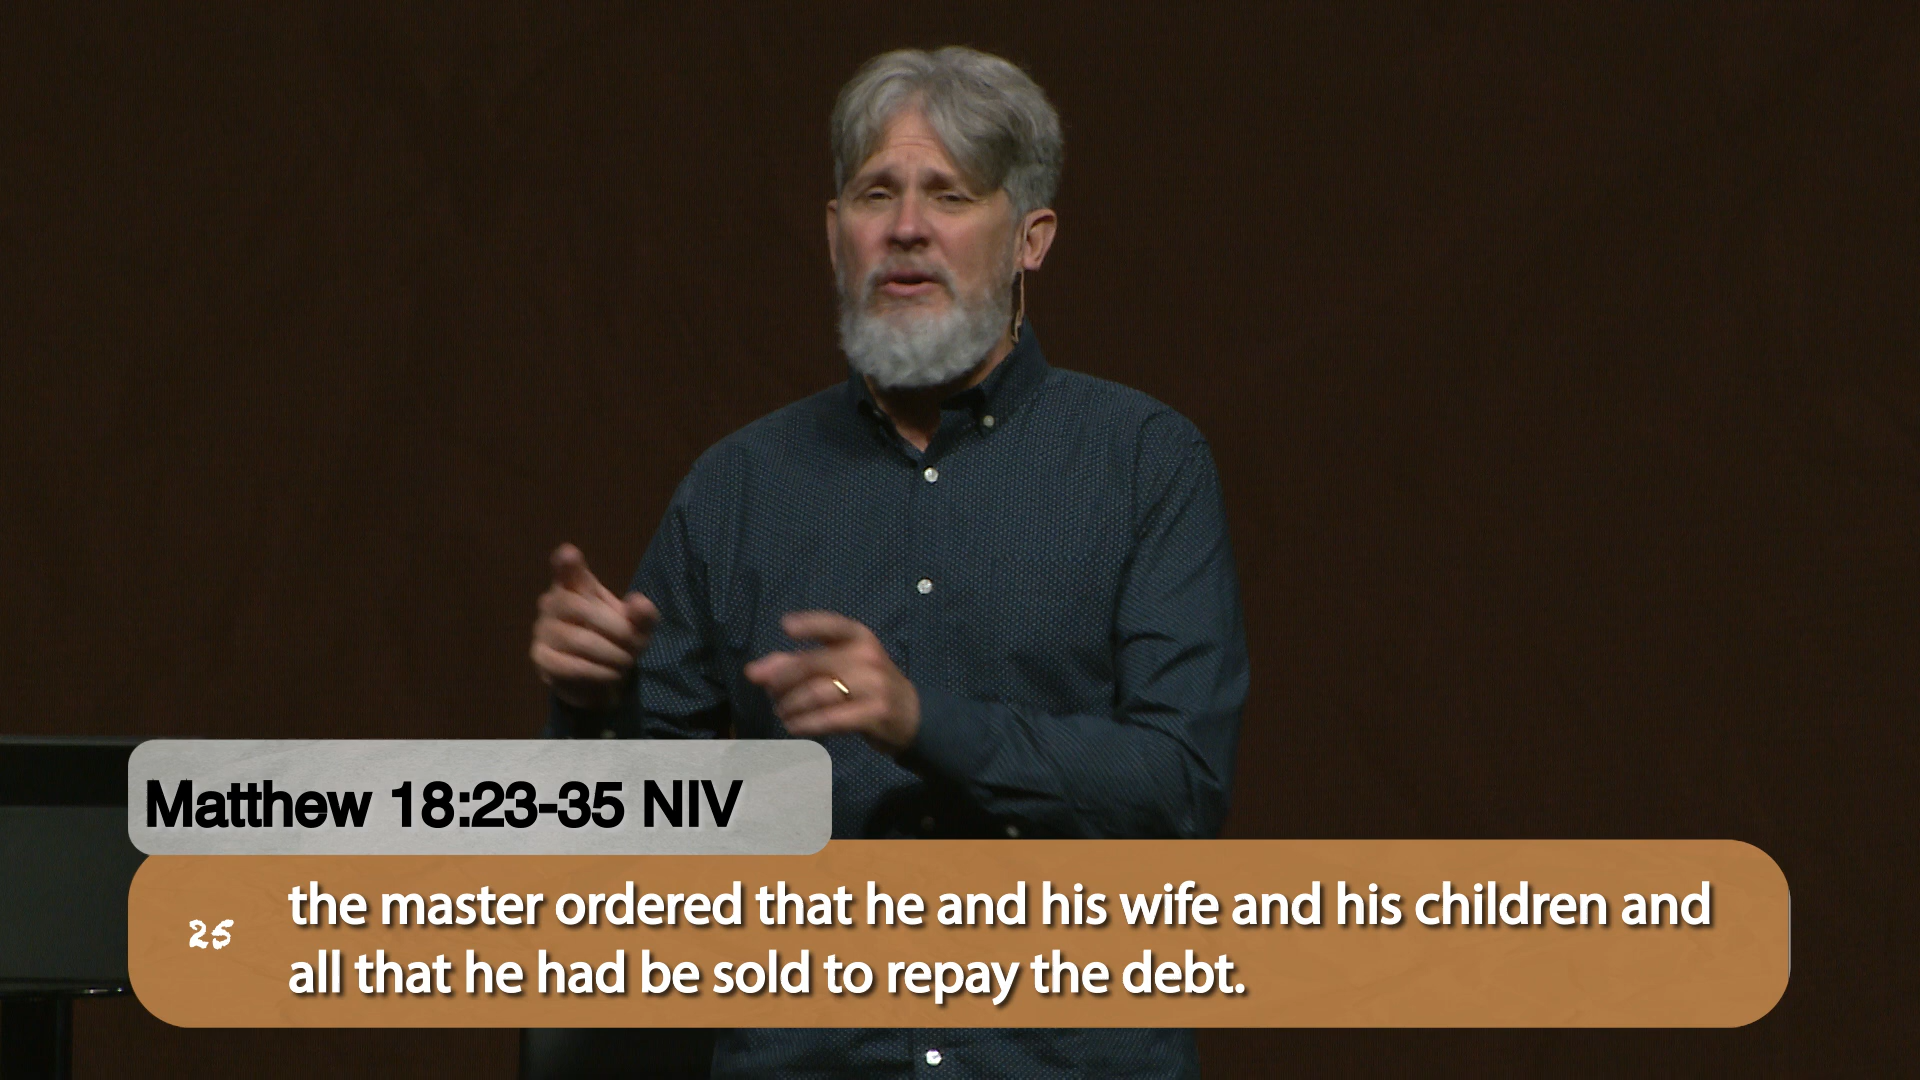 Matthew 18:23-35 NIV
25
the master ordered that he and his wife and his children and
all that he had be sold to repay the debt.